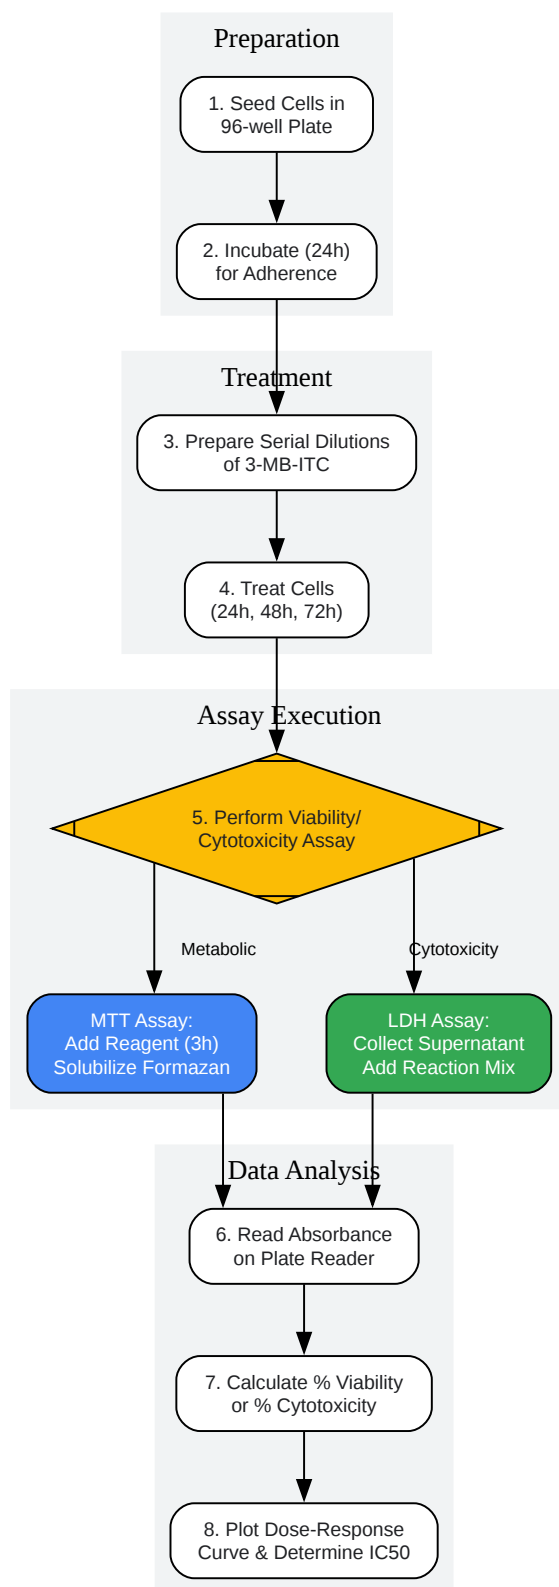 Preparation
1. Seed Cells in
96-well Plate
2. Incubate (24h)
for Adherence
Treatment
3. Prepare Serial Dilutions
of 3-MB-ITC
4. Treat Cells
(24h, 48h, 72h)
Assay Execution
5. Perform Viability/
Cytotoxicity Assay
Metabolic
Cytotoxicity
MTT Assay:
Add Reagent (3h)
Solubilize Formazan
LDH Assay:
Collect Supernatant
Add Reaction Mix
Data Analysis
6. Read Absorbance
on Plate Reader
7. Calculate % Viability
or % Cytotoxicity
8. Plot Dose-Response
Curve & Determine IC50